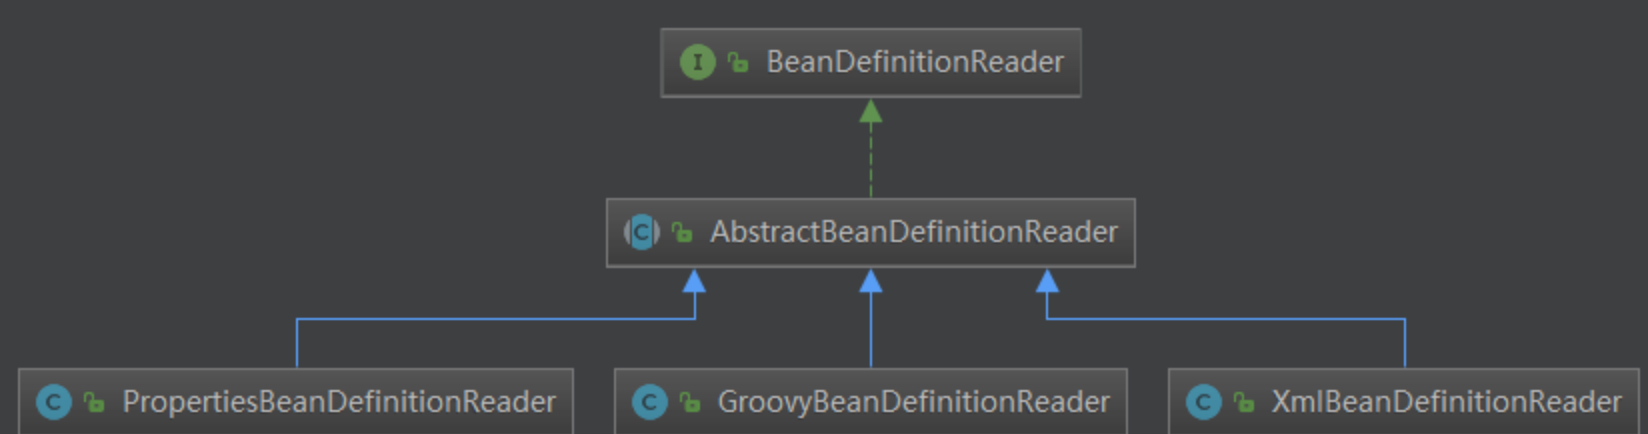 I BeanDefinitionReader
C AbstractBeanDefinitionReader
C PropertiesBeanDefinitionReader
C GroovyBeanDefinitionReader
C XmlBeanDefinitionReader